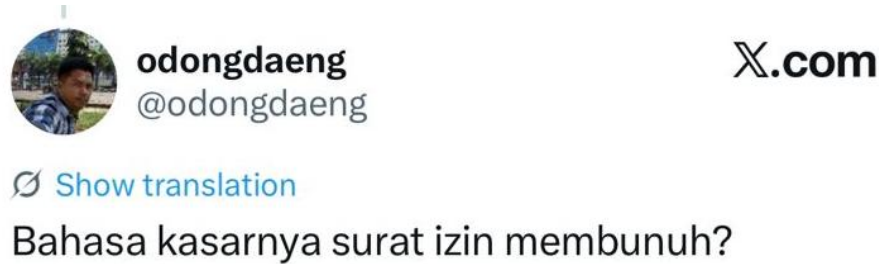 odongdaeng
X.com
@odongdaeng
Show translation
Bahasa kasarnya surat izin membunuh?